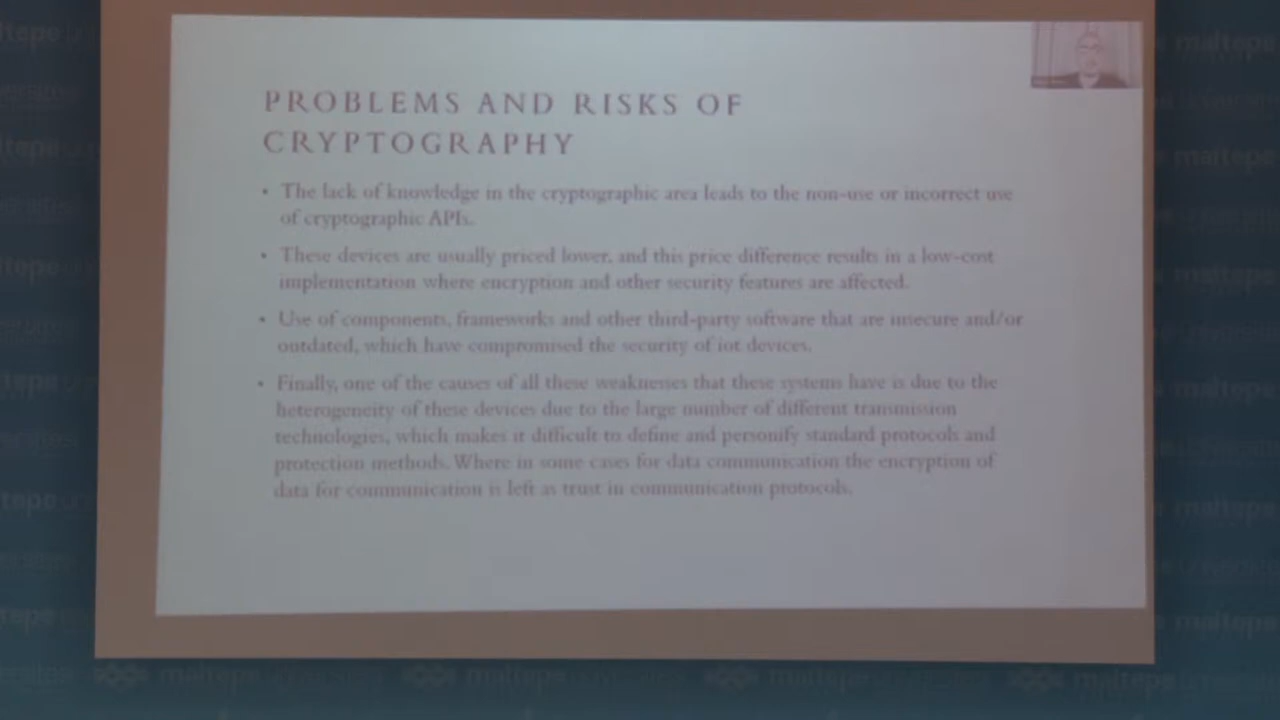 PROBLEMS AND RISKS OF
CRYPTOGRAPHY
• The lack of knowledge in the cryptographic area leads to the non-use or incorrect use
of cryptographic APIs.
• These devices are usually priced lower, and this price difference results in a low-cost
implementation where encryption and other security features are affected.
• Use of components, frameworks and other third-party software that are insecure and/or
outdated, which have compromised the security of iot devices.
• Finally, one of the causes of all these weaknesses that these systems have is due to the
heterogeneity of these devices due to the large number of different transmission
technologies, which makes it difficult to define and personify standard protocols and
protection methods. Where in some cases for data communication the encryption of
data for communication is left as trust in communication protocols.
maltepe
maltepe
maltepe
maltepe